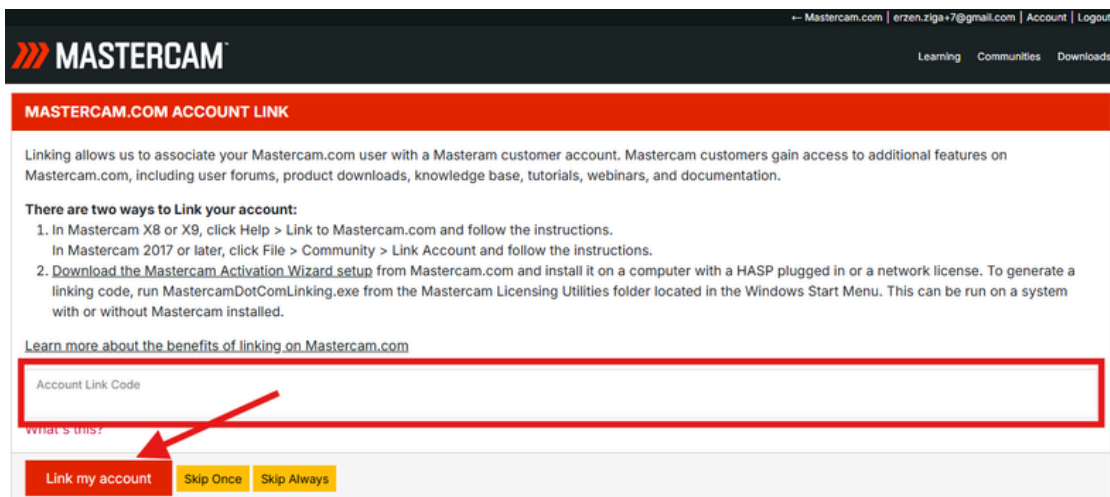 ← Mastercam.com | erzen.ziga+7@gmail.com | Account | Logout
MASTERCAM
Learning Communities Downloads
MASTERCAM.COM ACCOUNT LINK
Linking allows us to associate your Mastercam.com user with a Masteram customer account. Mastercam customers gain access to additional features on
Mastercam.com, including user forums, product downloads, knowledge base, tutorials, webinars, and documentation.
There are two ways to Link your account:
1. In Mastercam X8 or X9, click Help > Link to Mastercam.com and follow the instructions.
In Mastercam 2017 or later, click File > Community > Link Account and follow the instructions.
2. Download the Mastercam Activation Wizard setup from Mastercam.com and install it on a computer with a HASP plugged in or a network license. To generate a
linking code, run MastercamDotComLinking.exe from the Mastercam Licensing Utilities folder located in the Windows Start Menu. This can be run on a system
with or without Mastercam installed.
Learn more about the benefits of linking on Mastercam.com
Account Link Code
What's this?
Link my account Skip Once Skip Always